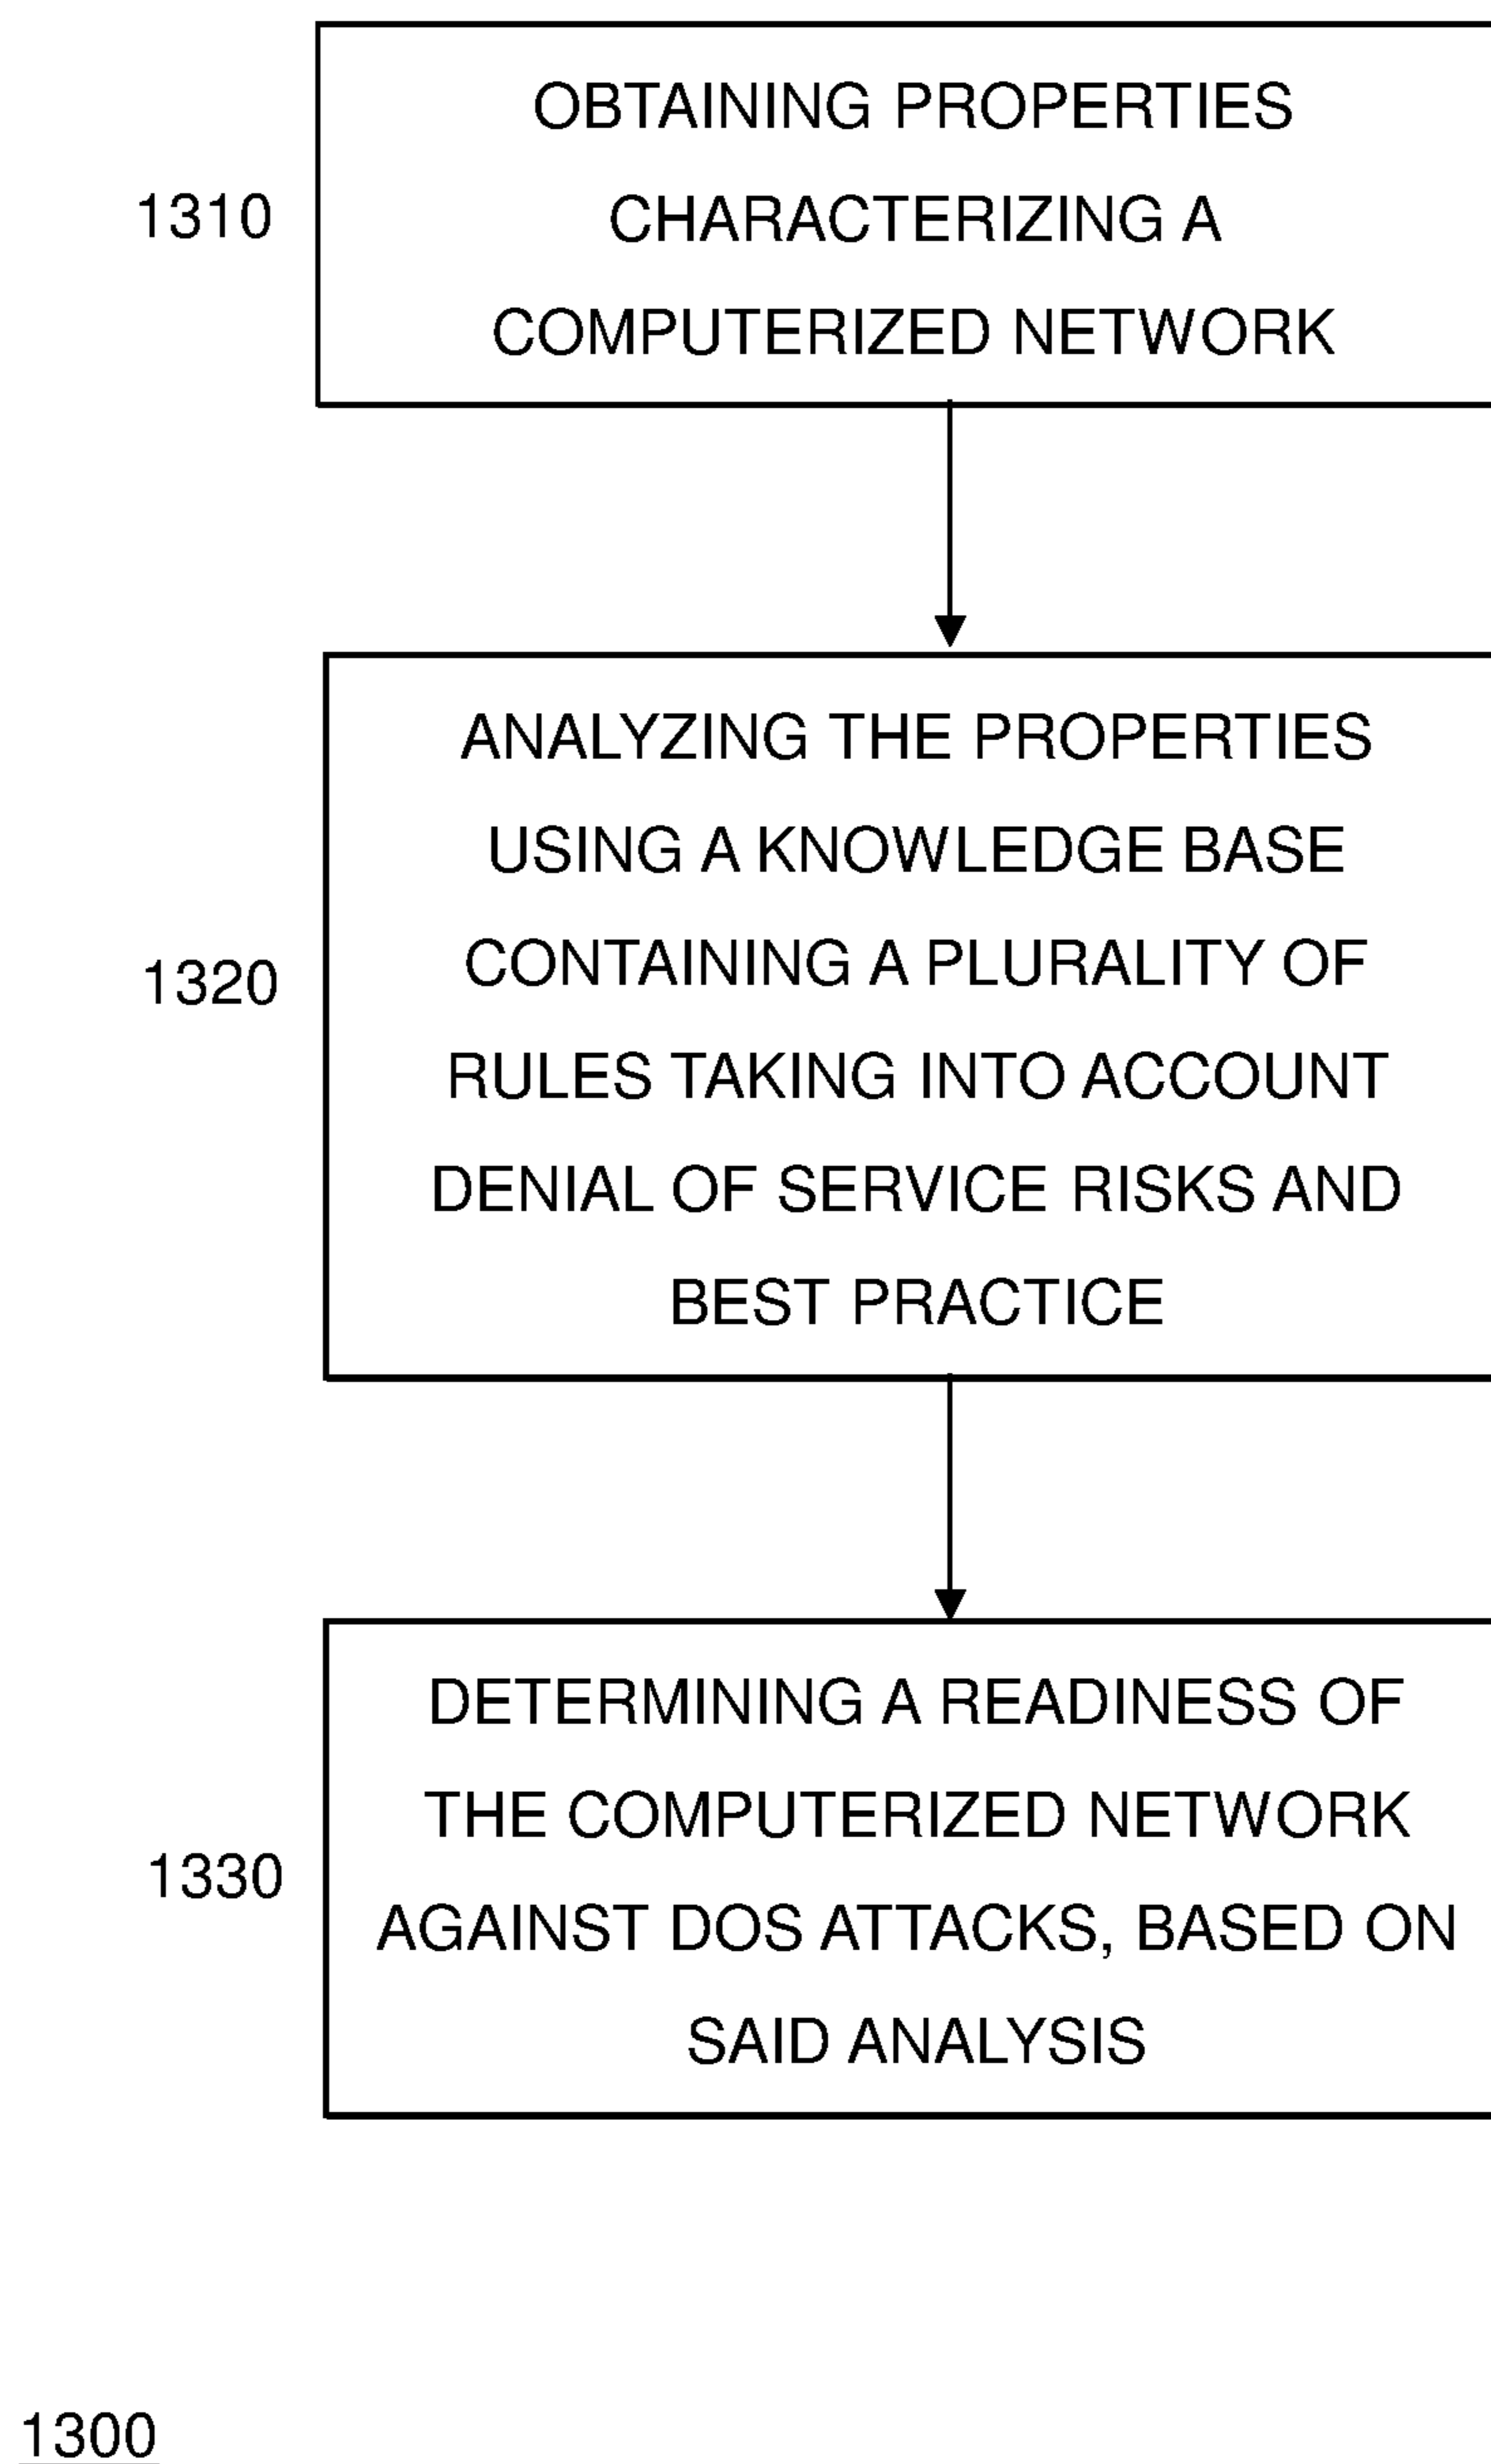 OBTAINING PROPERTIES
1310
CHARACTERIZING A
COMPUTERIZED NETWORK
ANALYZING THE PROPERTIES
USING A KNOWLEDGE BASE
CONTAINING A PLURALITY OF
1320
RULES TAKING INTO ACCOUNT
DENIAL OF SERVICE RISKS AND
BEST PRACTICE
DETERMINING A READINESS OF
THE COMPUTERIZED NETWORK
1330
AGAINST DOS ATTACKS, BASED ON
SAID ANALYSIS
1300